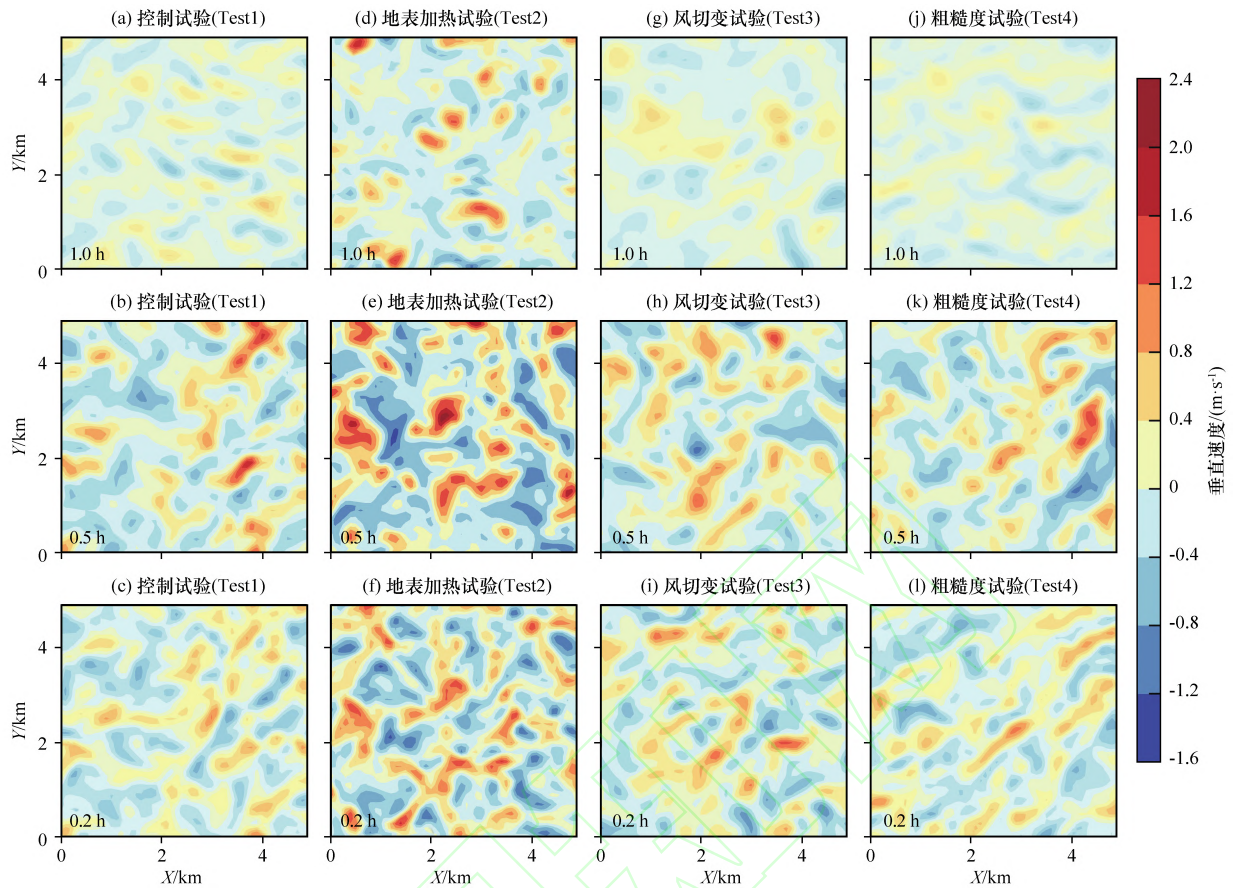 (a) 控制试验(Test1)
(d) 地表加热试验(Test2)
(g) 风切变试验(Test3)
(j) 粗糙度试验(Test4)
4
2
0
Y/km
1.0 h
1.0 h
1.0 h
1.0 h
(b) 控制试验(Test1)
(e) 地表加热试验(Test2)
(h) 风切变试验(Test3)
(k) 粗糙度试验(Test4)
4
2
0
Y/km
0.5 h
0.5 h
0.5 h
0.5 h
(c) 控制试验(Test1)
(f) 地表加热试验(Test2)
(i) 风切变试验(Test3)
(l) 粗糙度试验(Test4)
4
2
0
Y/km
0.2 h
0.2 h
0.2 h
0.2 h
0 2 4
0 2 4
0 2 4
0 2 4
X/km
X/km
X/km
X/km
2.4
2.0
1.6
1.2
0.8
0.4
0
-0.4
-0.8
-1.2
-1.6
垂直速度/(m·s⁻¹)